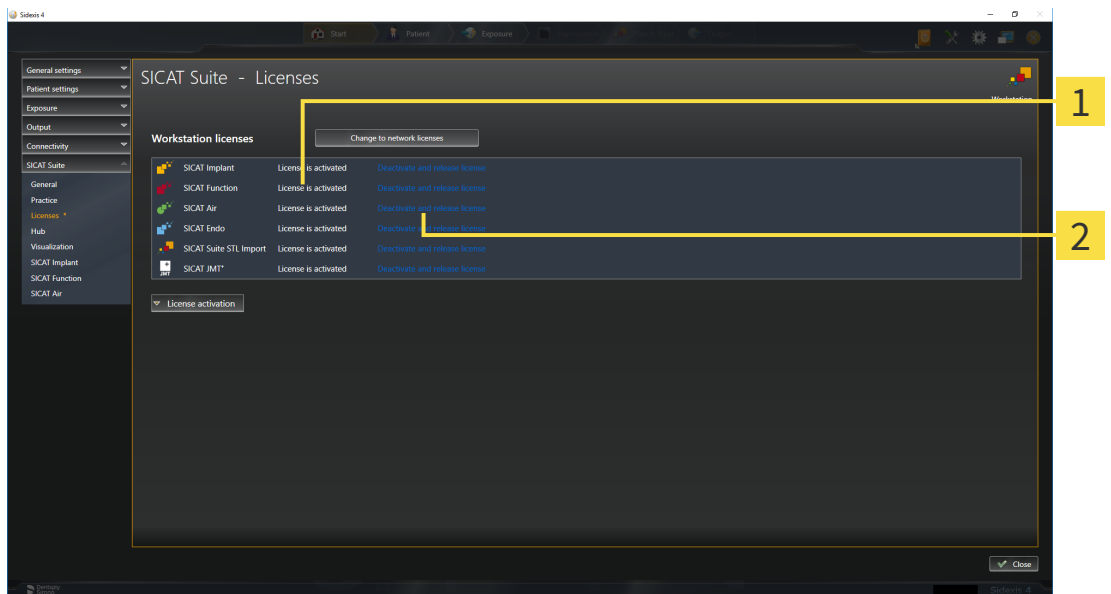 Sidexis 4
Start
Patient
Exposure
General settings
Patient settings
Exposure
Output
Connectivity
SICAT Suite
General
Practice
Licenses *
Hub
Visualization
SICAT Implant
SICAT Function
SICAT Air
SICAT Suite - Licenses
Workstation
Workstation licenses
Change to network licenses
SICAT Implant License is activated Deactivate and release license
SICAT Function License is activated Deactivate and release license
SICAT Air License is activated Deactivate and release license
SICAT Endo License is activated Deactivate and release license
SICAT Suite STL Import License is activated Deactivate and release license
JMT SICAT JMT+ License is activated Deactivate and release license
License activation
Close
Dentsply
Sirona
Sidexis 4
1
2